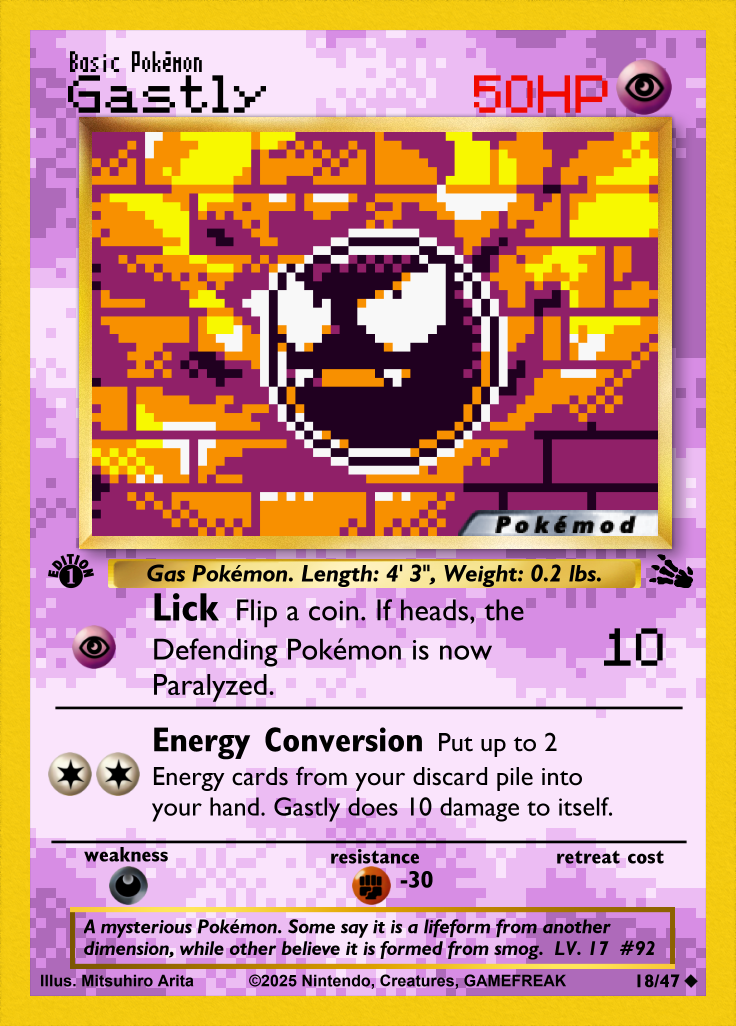 Basic Pokémon
Gastly 50HP
Pokémod
EDITION 1
Gas Pokémon. Length: 4' 3", Weight: 0.2 lbs.
Lick Flip a coin. If heads, the
Defending Pokémon is now 10
Paralyzed.
Energy Conversion Put up to 2
Energy cards from your discard pile into
your hand. Gastly does 10 damage to itself.
weakness resistance retreat cost
-30
A mysterious Pokémon. Some say it is a lifeform from another
dimension, while other believe it is formed from smog. LV. 17 #92
Illus. Mitsuhiro Arita ©2025 Nintendo, Creatures, GAMEFREAK 18/47